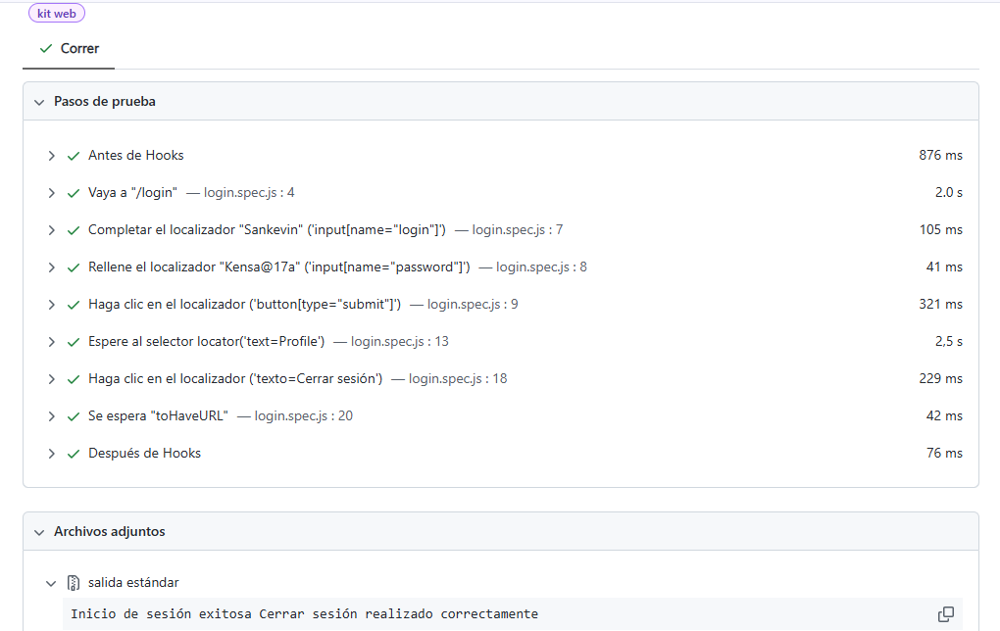 kit web
Correr
Pasos de prueba
Antes de Hooks 876 ms
Vaya a "/login" — login.spec.js : 4 2.0 s
Completar el localizador "Sankevin" ('input[name="login"]') — login.spec.js : 7 105 ms
Rellene el localizador "Kensa@17a" ('input[name="password"]') — login.spec.js : 8 41 ms
Haga clic en el localizador ('button[type="submit"]') — login.spec.js : 9 321 ms
Espere al selector locator('text=Profile') — login.spec.js : 13 2,5 s
Haga clic en el localizador ('texto=Cerrar sesión') — login.spec.js : 18 229 ms
Se espera "toHaveURL" — login.spec.js : 20 42 ms
Después de Hooks 76 ms
Archivos adjuntos
salida estándar
Inicio de sesión exitosa Cerrar sesión realizado correctamente